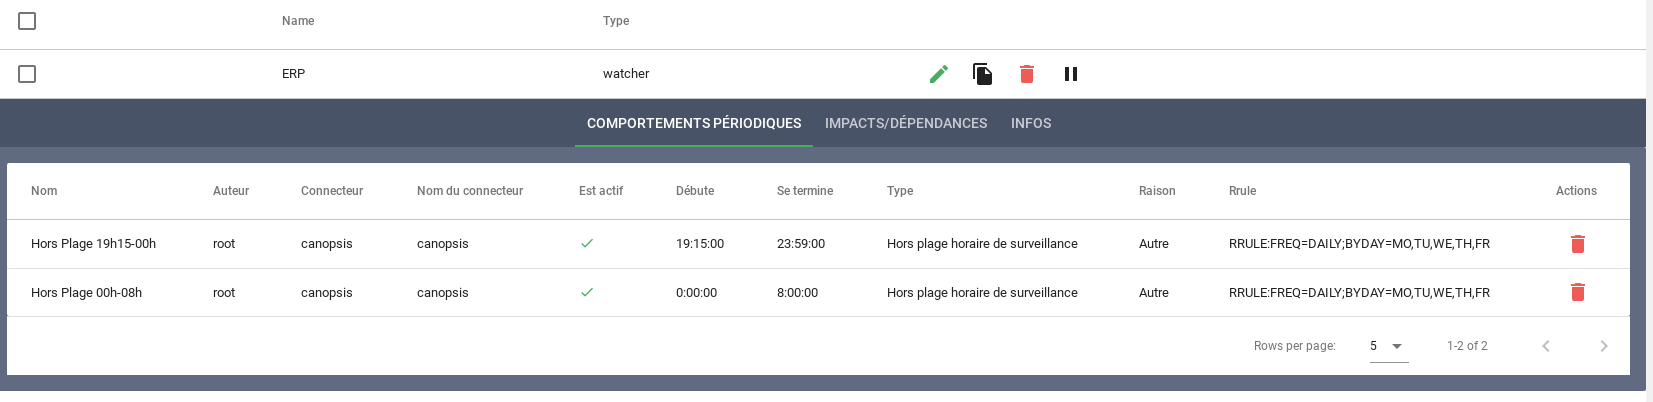 Name Type
ERP watcher
COMPORTEMENTS PÉRIODIQUES IMPACTS/DÉPENDANCES INFOS
Nom Auteur Connecteur Nom du connecteur Est actif Débute Se termine Type Raison Rrule Actions
Hors Plage 19h15-00h root canopsis canopsis 19:15:00 23:59:00 Hors plage horaire de surveillance Autre RRULE:FREQ=DAILY;BYDAY=MO,TU,WE,TH,FR
Hors Plage 00h-08h root canopsis canopsis 0:00:00 8:00:00 Hors plage horaire de surveillance Autre RRULE:FREQ=DAILY;BYDAY=MO,TU,WE,TH,FR
Rows per page: 5 1-2 of 2